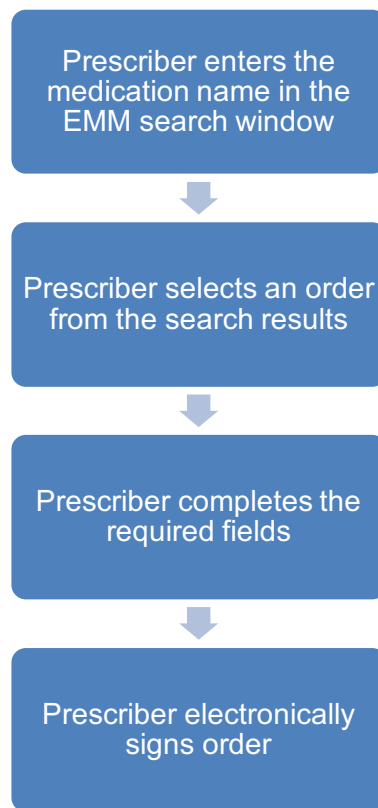 Prescriber enters the
medication name in the
EMM search window
Prescriber selects an order
from the search results
Prescriber completes the
required fields
Prescriber electronically
signs order